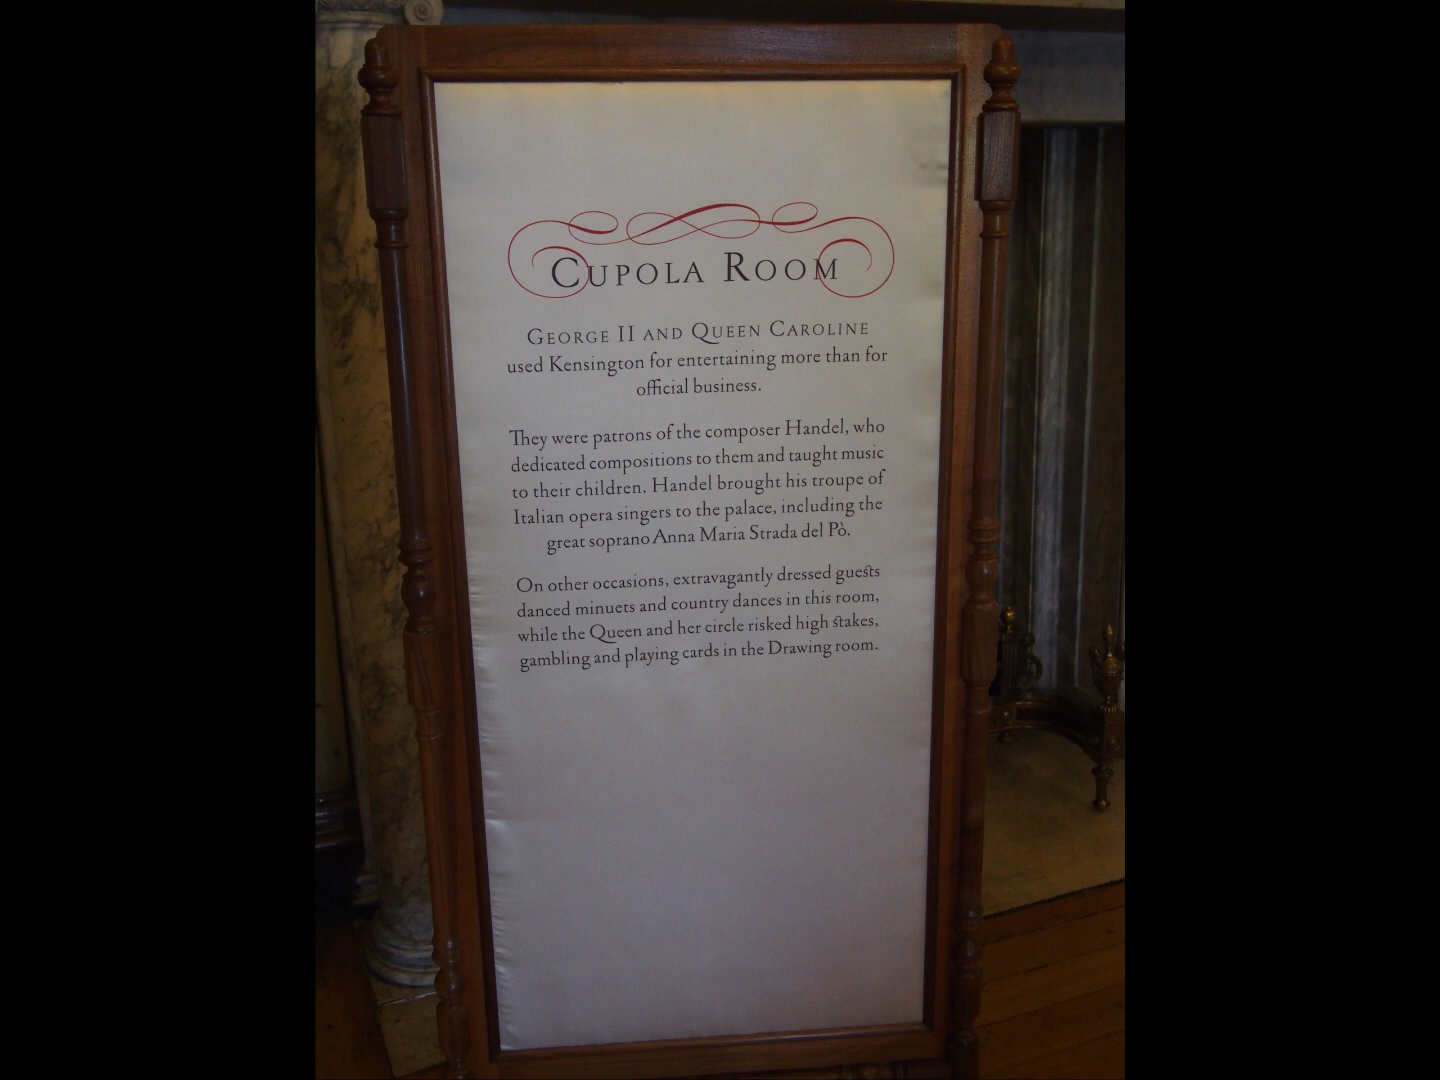 CUPOLA ROOM
GEORGE II AND QUEEN CAROLINE
used Kensington for entertaining more than for
official business.
They were patrons of the composer Handel, who
dedicated compositions to them and taught music
to their children. Handel brought his troupe of
Italian opera singers to the palace, including the
great soprano Anna Maria Strada del Pò.
On other occasions, extravagantly dressed guests
danced minuets and country dances in this room,
while the Queen and her circle risked high stakes,
gambling and playing cards in the Drawing room.